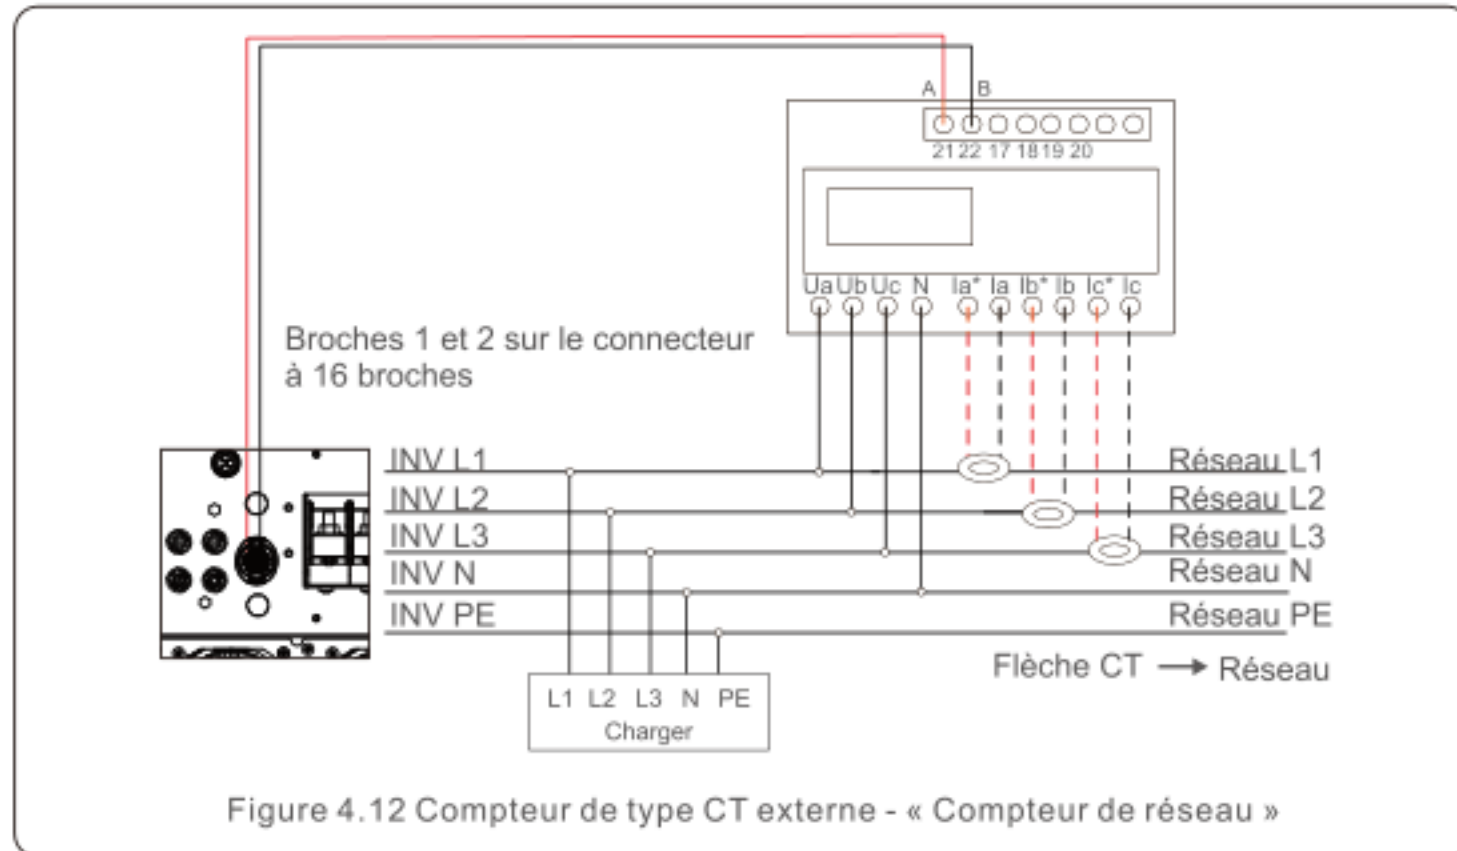 A B
21 22 17 18 19 20
Ua Ub Uc N Ia* Ia Ib* Ib Ic* Ic
Broches 1 et 2 sur le connecteur
à 16 broches
INV L1 Réseau L1
INV L2 Réseau L2
INV L3 Réseau L3
INV N Réseau N
INV PE Réseau PE
Flèche CT → Réseau
L1 L2 L3 N PE
Charger
Figure 4.12 Compteur de type CT externe - « Compteur de réseau »